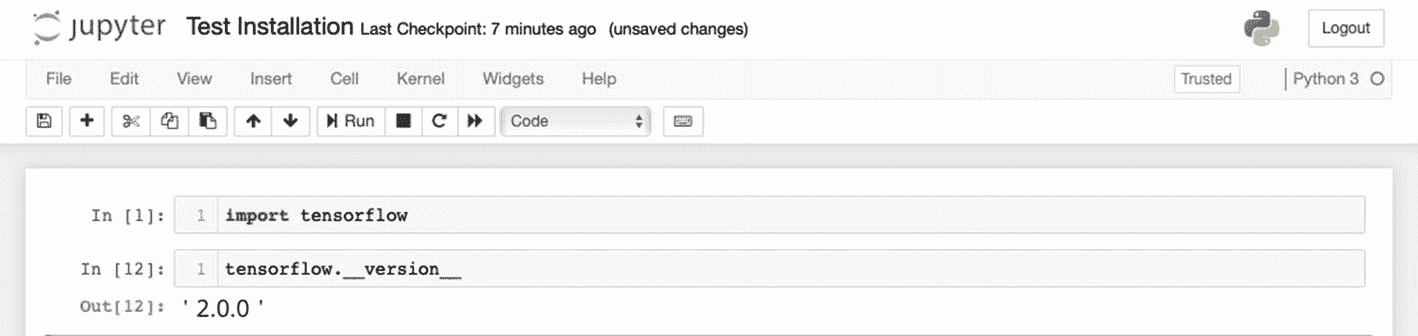 jupyter Test Installation Last Checkpoint: 7 minutes ago (unsaved changes) Logout
File Edit View Insert Cell Kernel Widgets Help Trusted Python 3
Run Code
In [1]: 1 import tensorflow
In [12]: 1 tensorflow.__version__
Out[12]: ' 2.0.0 '